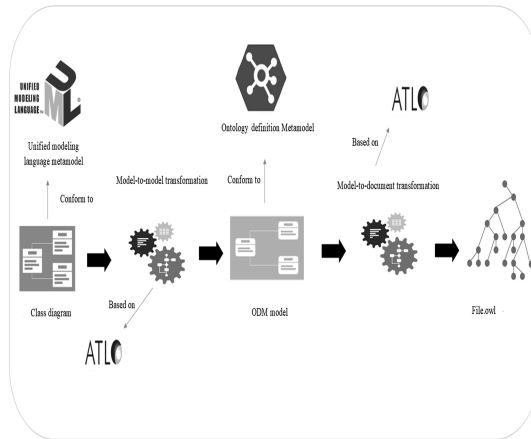 UNIFIED
MODELING
LANGUAGE
UML
Unified modeling
language metamodel
Conform to
Class diagram
Model-to-model transformation
Based on
ATL
Ontology definition Metamodel
Conform to
ODM model
ATL
Based on
Model-to-document transformation
File.owl